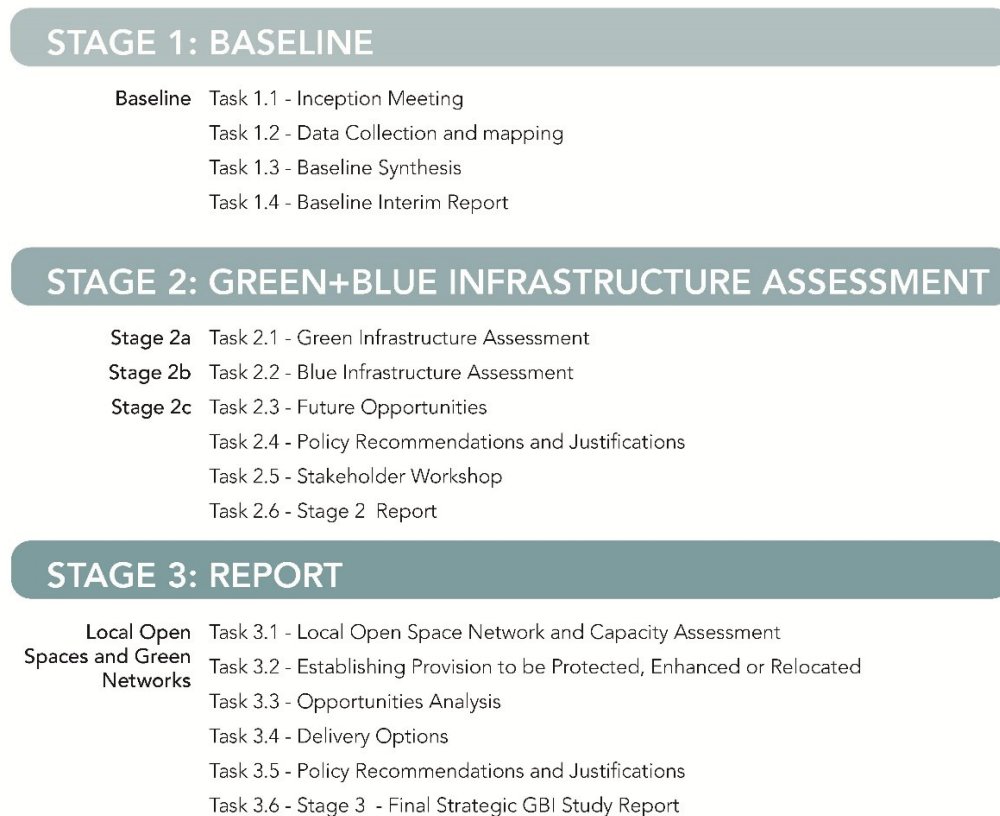 STAGE 1: BASELINE
Baseline Task 1.1 - Inception Meeting
Task 1.2 - Data Collection and mapping
Task 1.3 - Baseline Synthesis
Task 1.4 - Baseline Interim Report
STAGE 2: GREEN+BLUE INFRASTRUCTURE ASSESSMENT
Stage 2a Task 2.1 - Green Infrastructure Assessment
Stage 2b Task 2.2 - Blue Infrastructure Assessment
Stage 2c Task 2.3 - Future Opportunities
Task 2.4 - Policy Recommendations and Justifications
Task 2.5 - Stakeholder Workshop
Task 2.6 - Stage 2 Report
STAGE 3: REPORT
Local Open
Spaces and Green
Networks
Task 3.1 - Local Open Space Network and Capacity Assessment
Task 3.2 - Establishing Provision to be Protected, Enhanced or Relocated
Task 3.3 - Opportunities Analysis
Task 3.4 - Delivery Options
Task 3.5 - Policy Recommendations and Justifications
Task 3.6 - Stage 3 - Final Strategic GBI Study Report